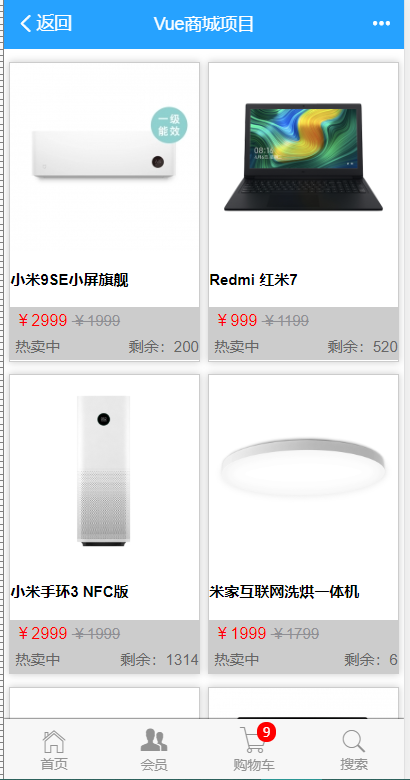 返回 Vue商城项目
一级
能效
08:16
小米9SE小屏旗舰
￥2999 ￥1999
热卖中 剩余：200
Redmi 红米7
￥999 ￥1199
热卖中 剩余：520
小米手环3 NFC版
￥2999 ￥1999
热卖中 剩余：1314
米家互联网洗烘一体机
￥1999 ￥1799
热卖中 剩余：6
9
首页 会员 购物车 搜索